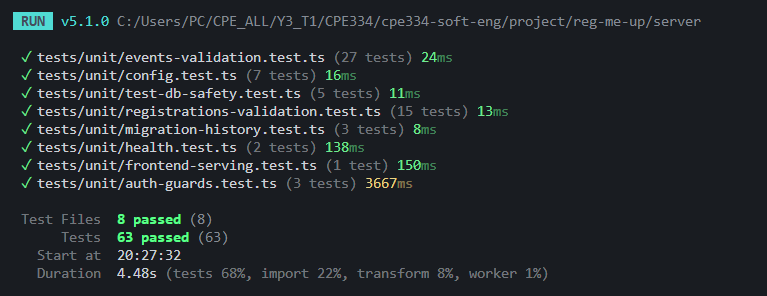 RUN v5.1.0 C:/Users/PC/CPE_ALL/Y3_T1/CPE334/cpe334-soft-eng/project/reg-me-up/server
✓ tests/unit/events-validation.test.ts (27 tests) 24ms
✓ tests/unit/config.test.ts (7 tests) 16ms
✓ tests/unit/test-db-safety.test.ts (5 tests) 11ms
✓ tests/unit/registrations-validation.test.ts (15 tests) 13ms
✓ tests/unit/migration-history.test.ts (3 tests) 8ms
✓ tests/unit/health.test.ts (2 tests) 138ms
✓ tests/unit/frontend-serving.test.ts (1 test) 150ms
✓ tests/unit/auth-guards.test.ts (3 tests) 3667ms
Test Files 8 passed (8)
Tests 63 passed (63)
Start at 20:27:32
Duration 4.48s (tests 68%, import 22%, transform 8%, worker 1%)